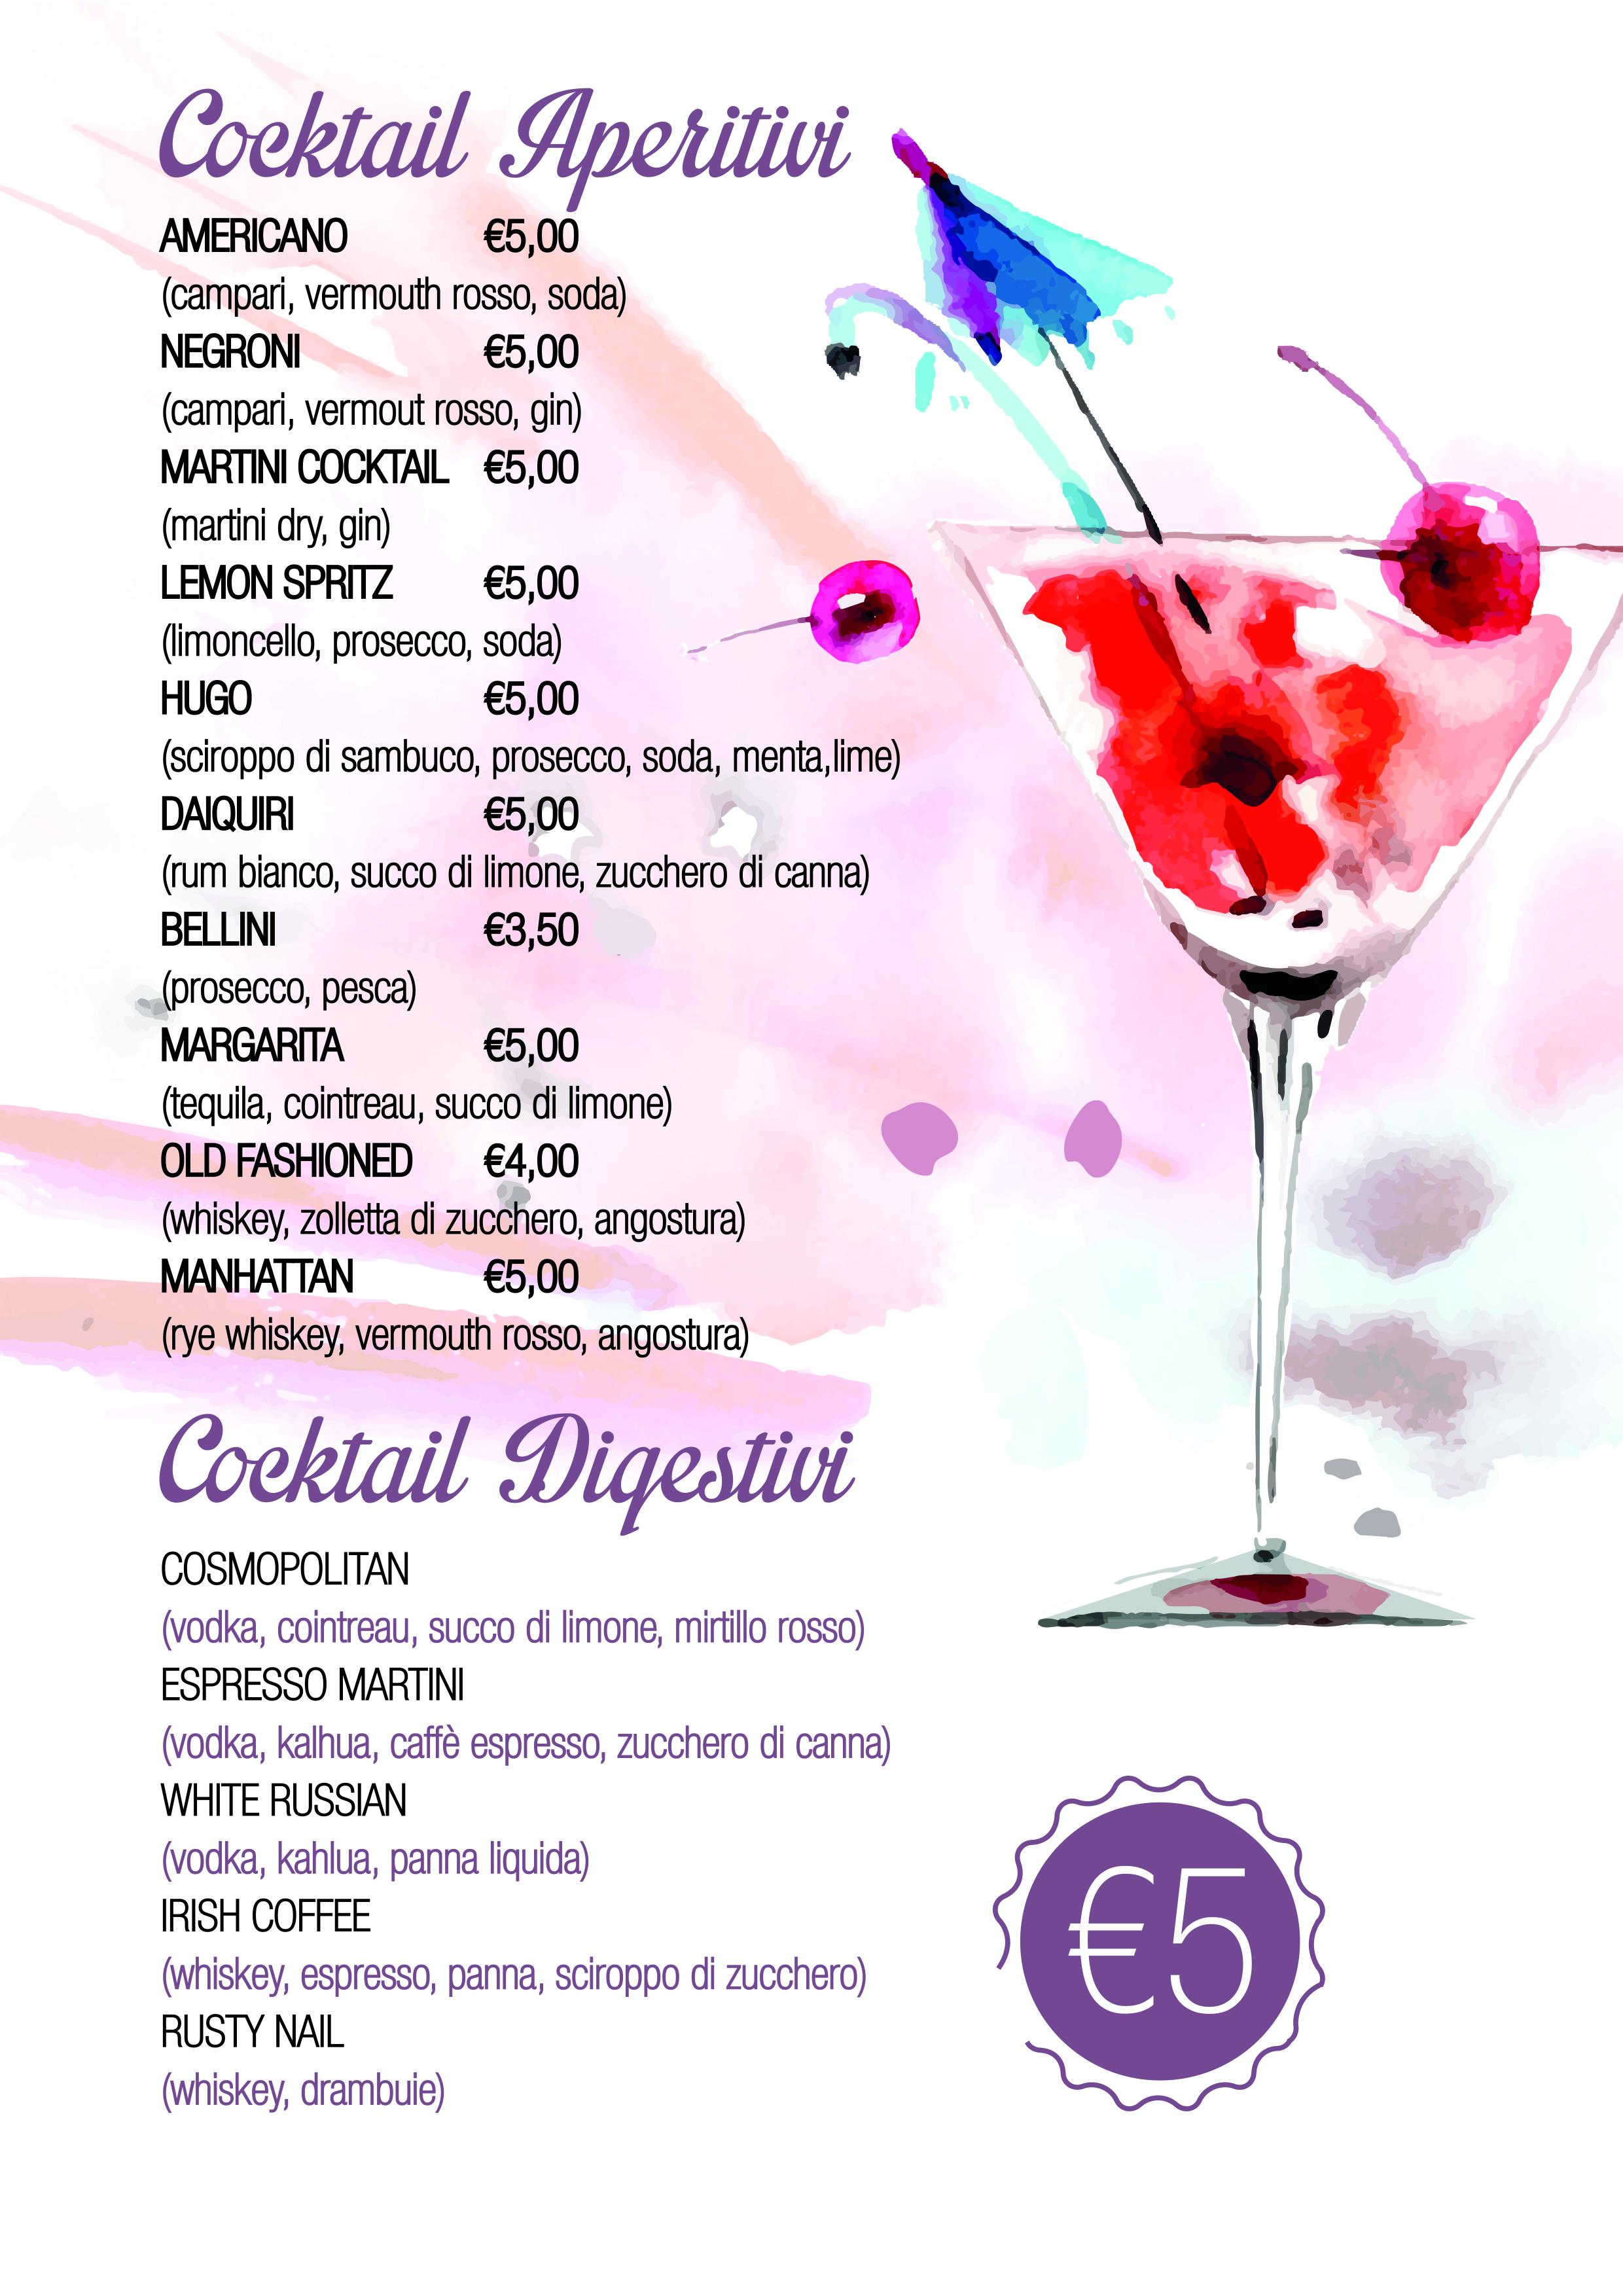 Cocktail Aperitivi
AMERICANO €5,00
(campari, vermouth rosso, soda)
NEGRONI €5,00
(campari, vermout rosso, gin)
MARTINI COCKTAIL €5,00
(martini dry, gin)
LEMON SPRITZ €5,00
(limoncello, prosecco, soda)
HUGO €5,00
(sciroppo di sambuco, prosecco, soda, menta,lime)
DAIQUIRI €5,00
(rum bianco, succo di limone, zucchero di canna)
BELLINI €3,50
(prosecco, pesca)
MARGARITA €5,00
(tequila, cointreau, succo di limone)
OLD FASHIONED €4,00
(whiskey, zolletta di zucchero, angostura)
MANHATTAN €5,00
(rye whiskey, vermouth rosso, angostura)
Cocktail Digestivi
COSMOPOLITAN
(vodka, cointreau, succo di limone, mirtillo rosso)
ESPRESSO MARTINI
(vodka, kalhua, caffè espresso, zucchero di canna)
WHITE RUSSIAN
(vodka, kahlua, panna liquida)
IRISH COFFEE
(whiskey, espresso, panna, sciroppo di zucchero)
RUSTY NAIL
(whiskey, drambuie)
€5